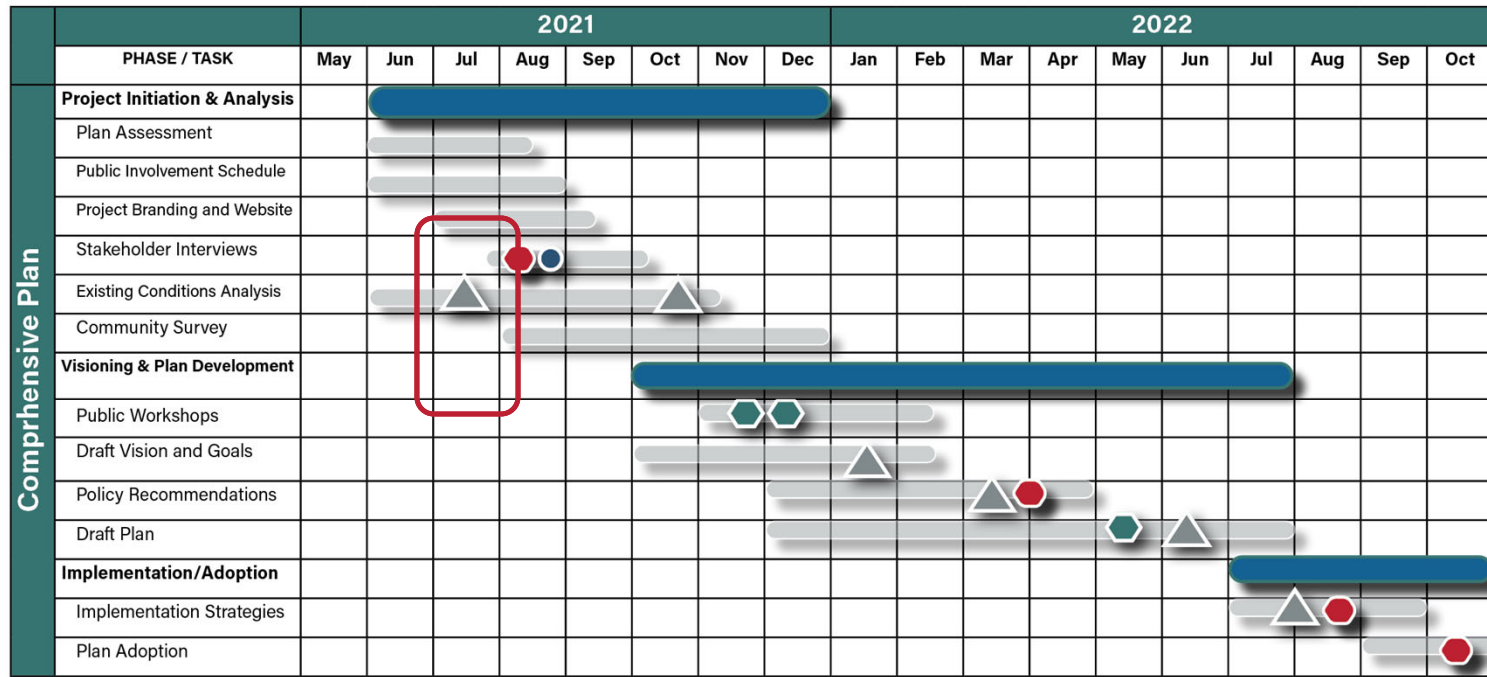 2021 2022
PHASE / TASK May Jun Jul Aug Sep Oct Nov Dec Jan Feb Mar Apr May Jun Jul Aug Sep Oct
Comprhensive Plan
Project Initiation & Analysis
Plan Assessment
Public Involvement Schedule
Project Branding and Website
Stakeholder Interviews
Existing Conditions Analysis
Community Survey
Visioning & Plan Development
Public Workshops
Draft Vision and Goals
Policy Recommendations
Draft Plan
Implementation/Adoption
Implementation Strategies
Plan Adoption